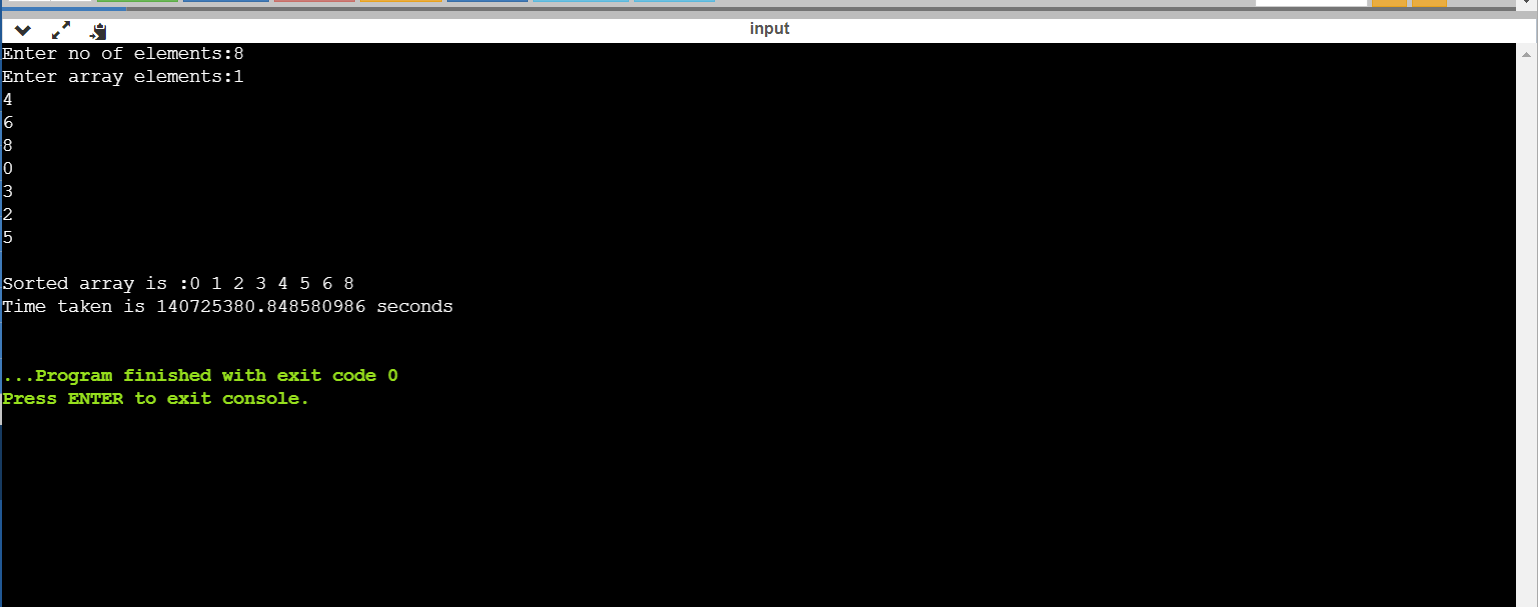 input
Enter no of elements:8
Enter array elements:1
4
6
8
0
3
2
5
Sorted array is :0 1 2 3 4 5 6 8
Time taken is 140725380.848580986 seconds
...Program finished with exit code 0
Press ENTER to exit console.